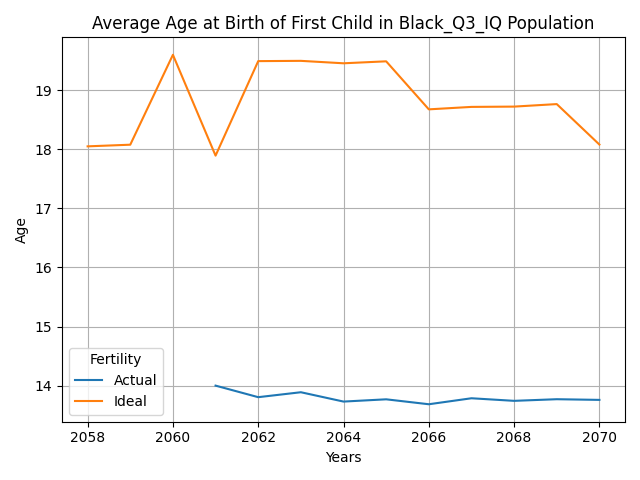 Average Age at Birth of First Child in Black_Q3_IQ Population
Age
19
18
17
16
15
14
Fertility
Actual
Ideal
2058 2060 2062 2064 2066 2068 2070
Years